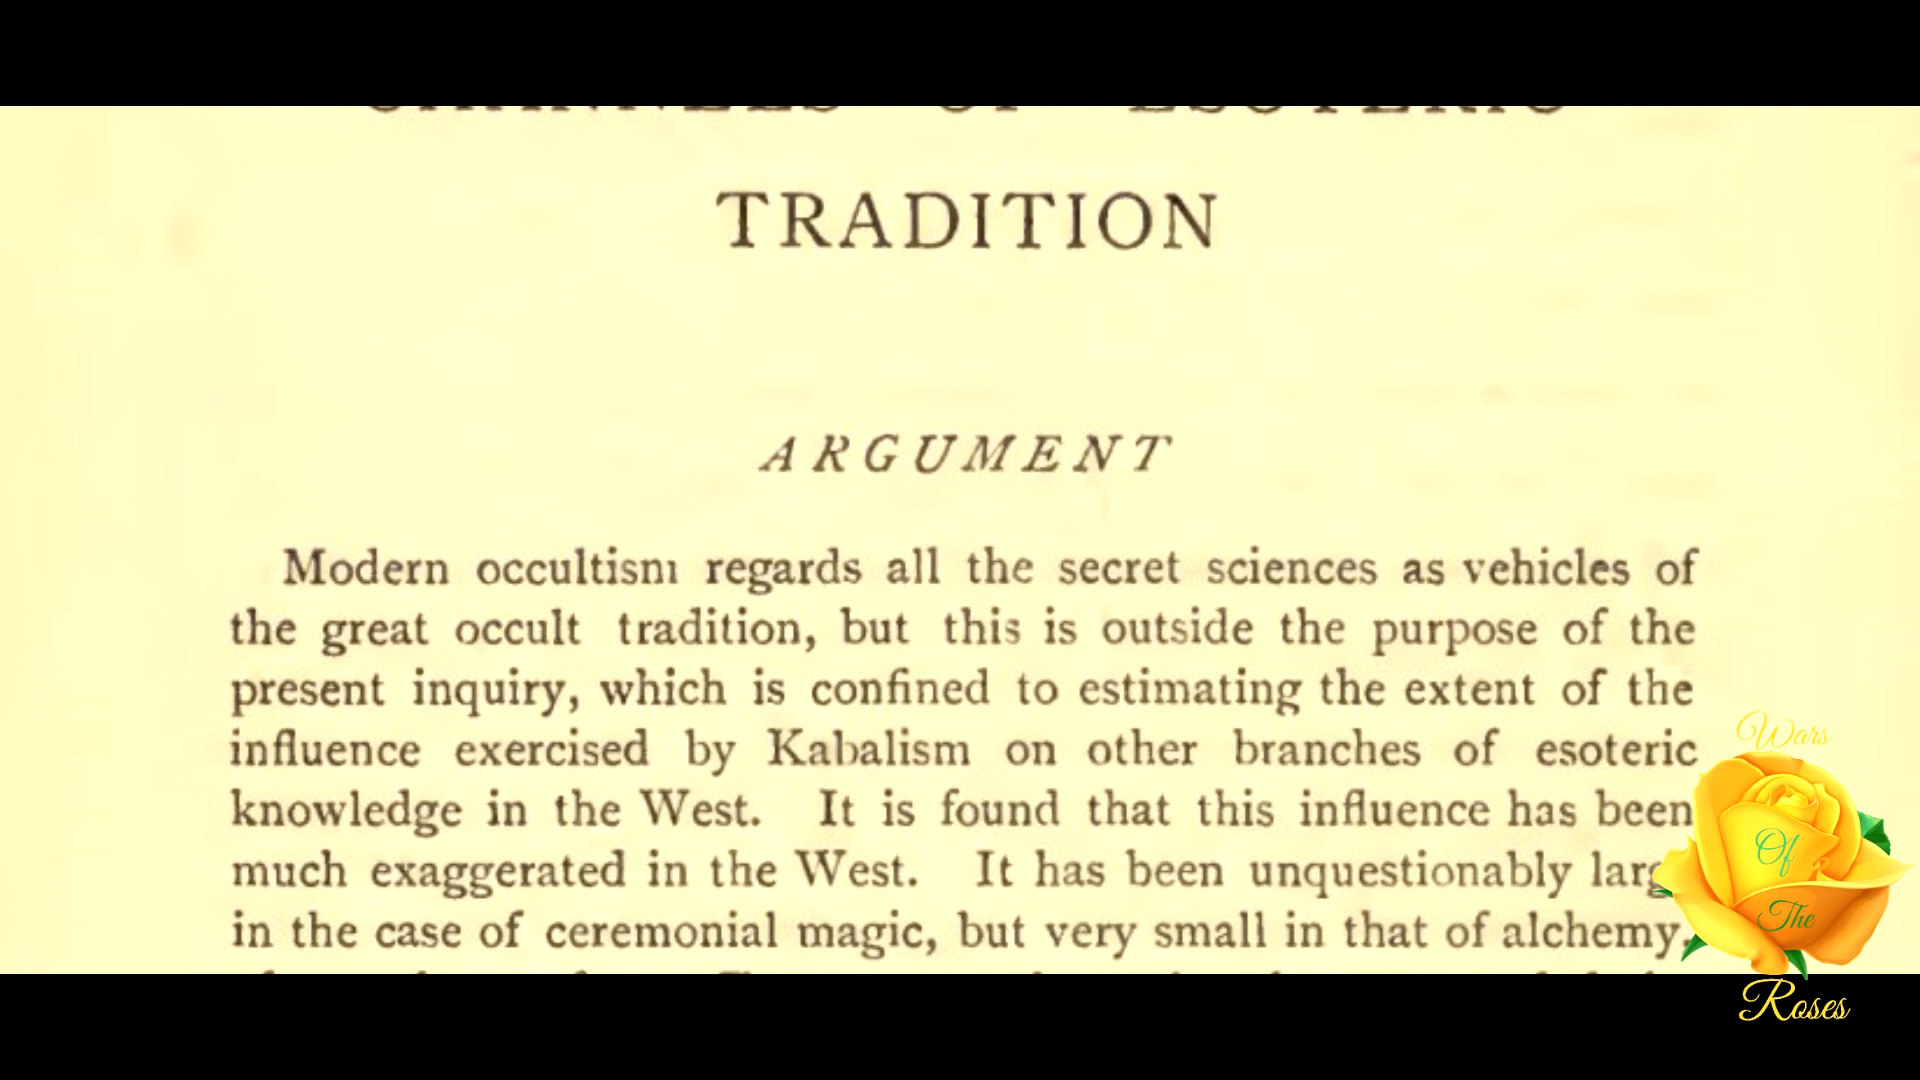 TRADITION
ARGUMENT
Modern occultism regards all the secret sciences as vehicles of
the great occult tradition, but this is outside the purpose of the
present inquiry, which is confined to estimating the extent of the
influence exercised by Kabalism on other branches of esoteric
knowledge in the West. It is found that this influence has been
much exaggerated in the West. It has been unquestionably
in the case of ceremonial magic, but very small in that of alchemy,
Wars
Of
The
Roses